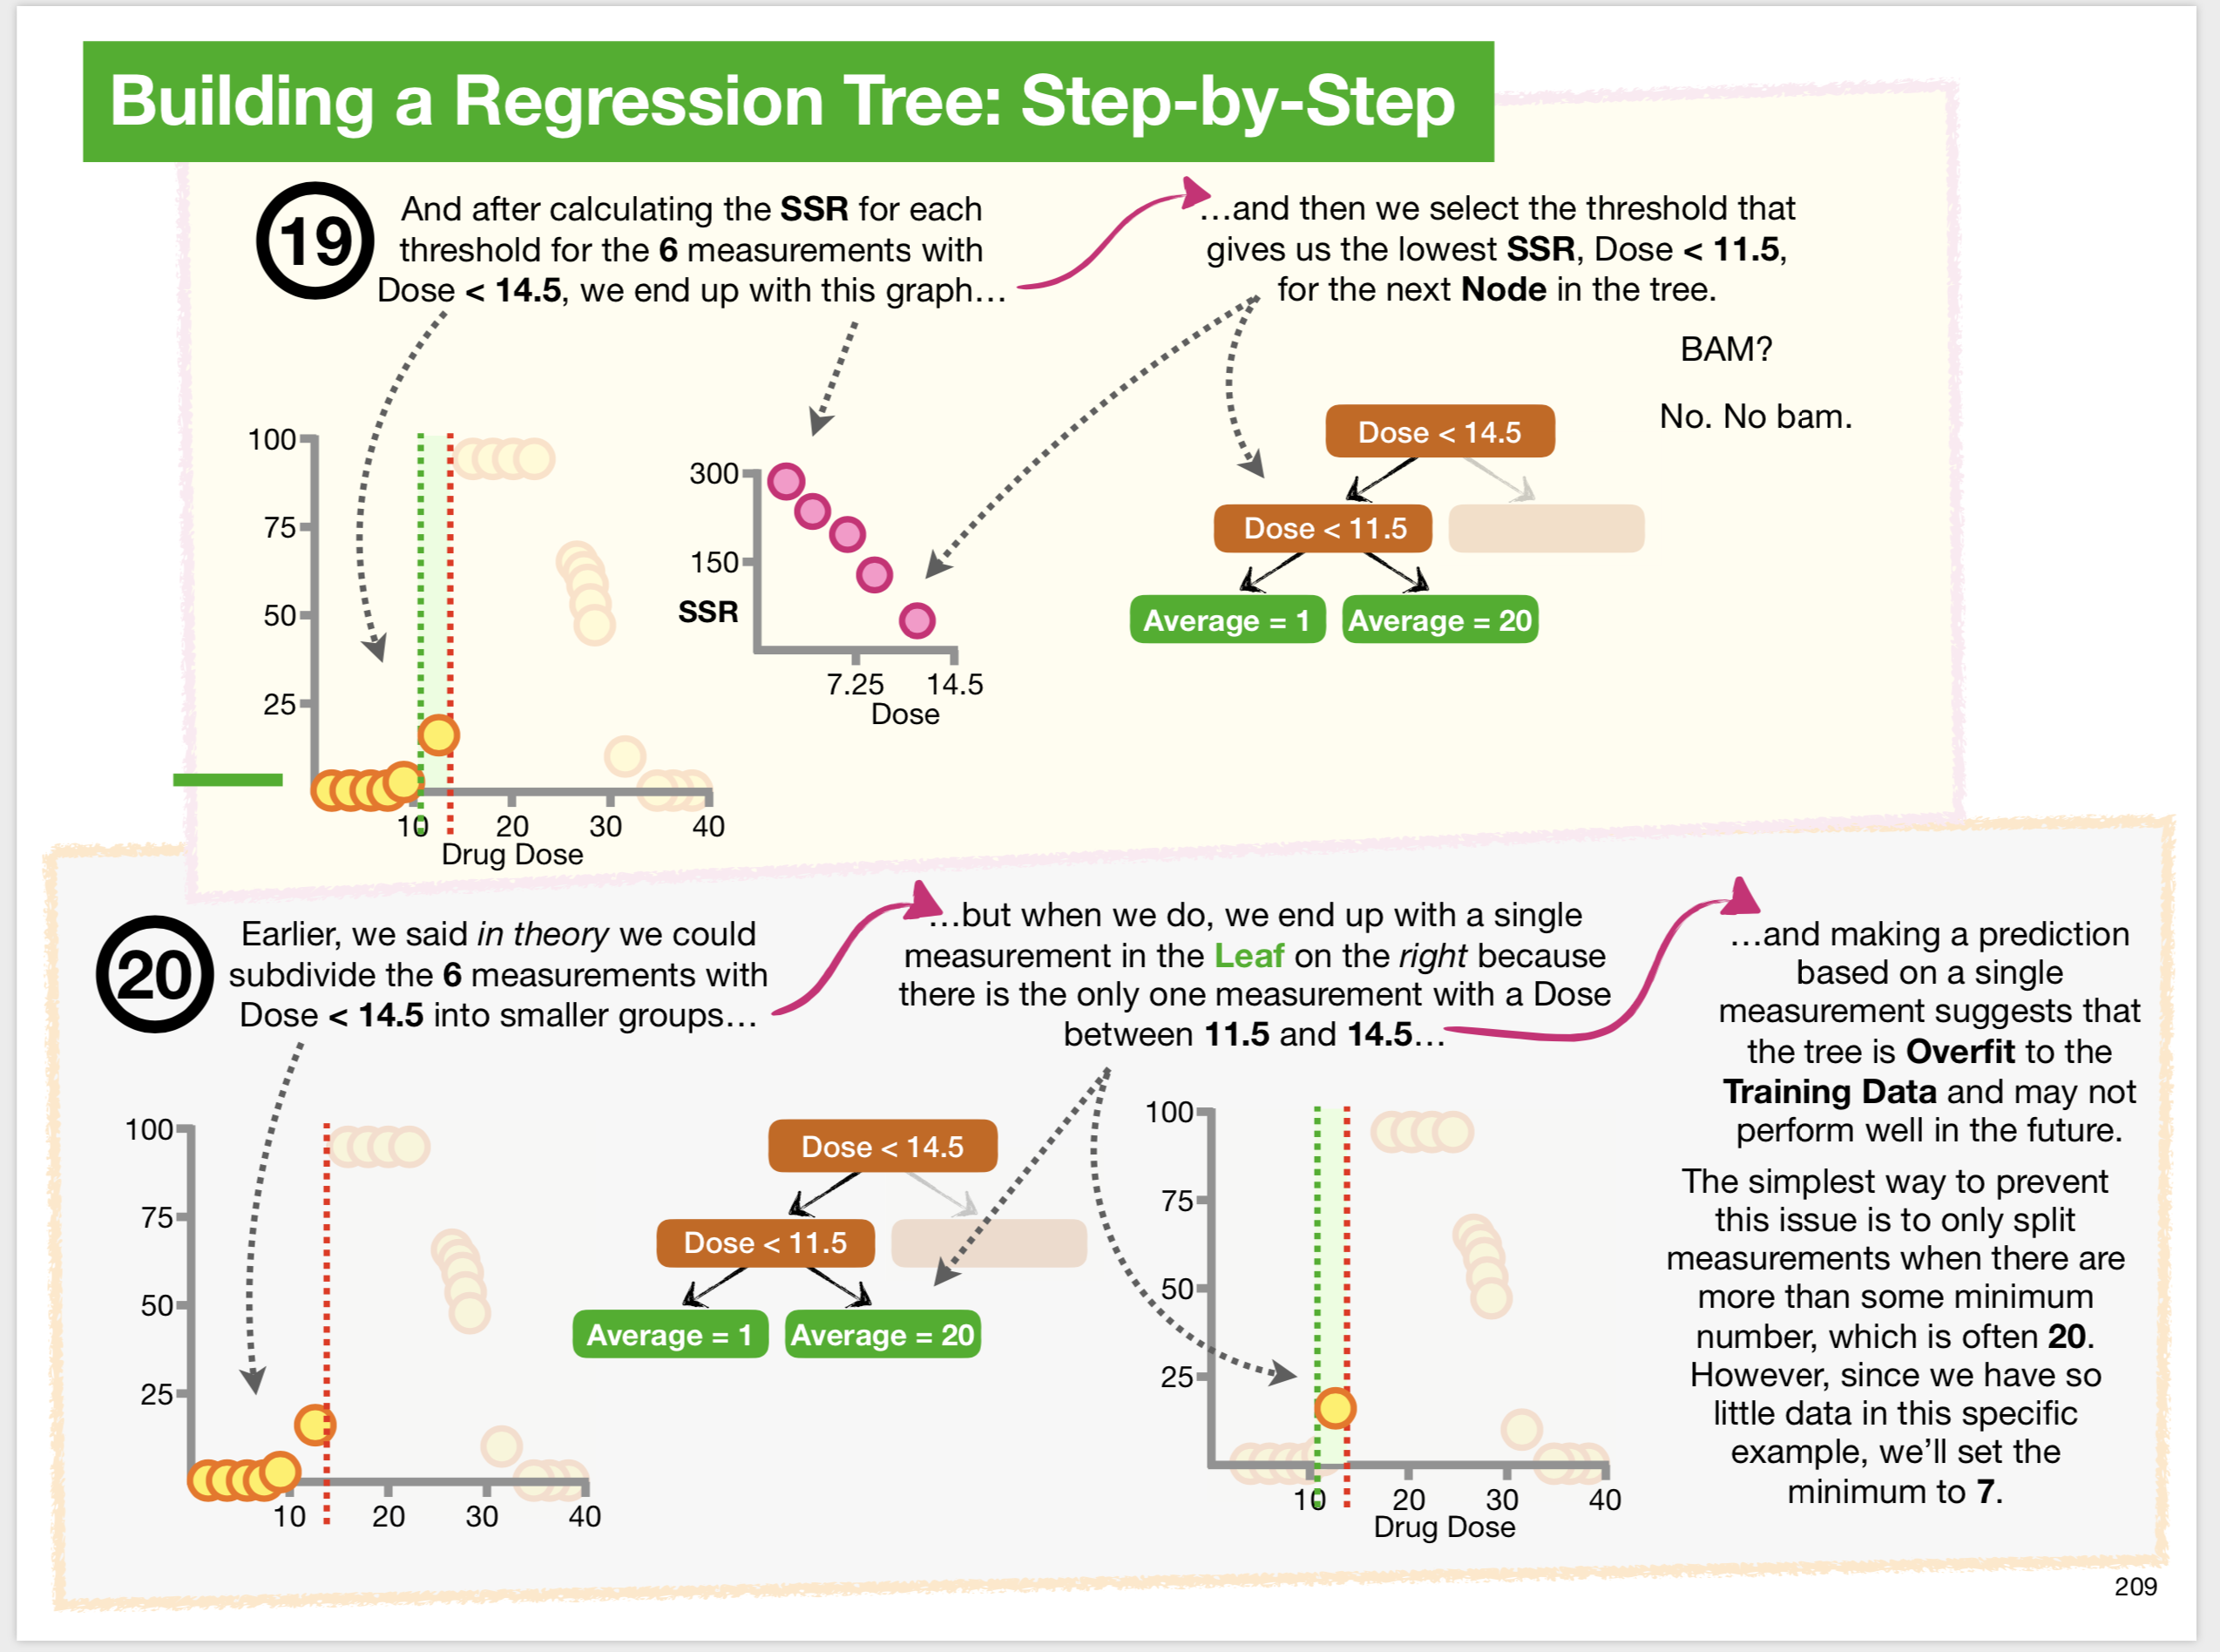 Building a Regression Tree: Step-by-Step
19
And after calculating the SSR for each
threshold for the 6 measurements with
Dose < 14.5, we end up with this graph…
…and then we select the threshold that
gives us the lowest SSR, Dose < 11.5,
for the next Node in the tree.
BAM?
No. No bam.
100
75
50
25
10
20
30
40
Drug Dose
300
150
SSR
7.25
14.5
Dose
Dose < 14.5
Dose < 11.5
Average = 1
Average = 20
20
Earlier, we said in theory we could
subdivide the 6 measurements with
Dose < 14.5 into smaller groups…
…but when we do, we end up with a single
measurement in the Leaf on the right because
there is the only one measurement with a Dose
between 11.5 and 14.5…
…and making a prediction
based on a single
measurement suggests that
the tree is Overfit to the
Training Data and may not
perform well in the future.
The simplest way to prevent
this issue is to only split
measurements when there are
more than some minimum
number, which is often 20.
However, since we have so
little data in this specific
example, we’ll set the
minimum to 7.
100
75
50
25
10
20
30
40
Dose < 14.5
Dose < 11.5
Average = 1
Average = 20
100
75
50
25
10
20
30
40
Drug Dose
209